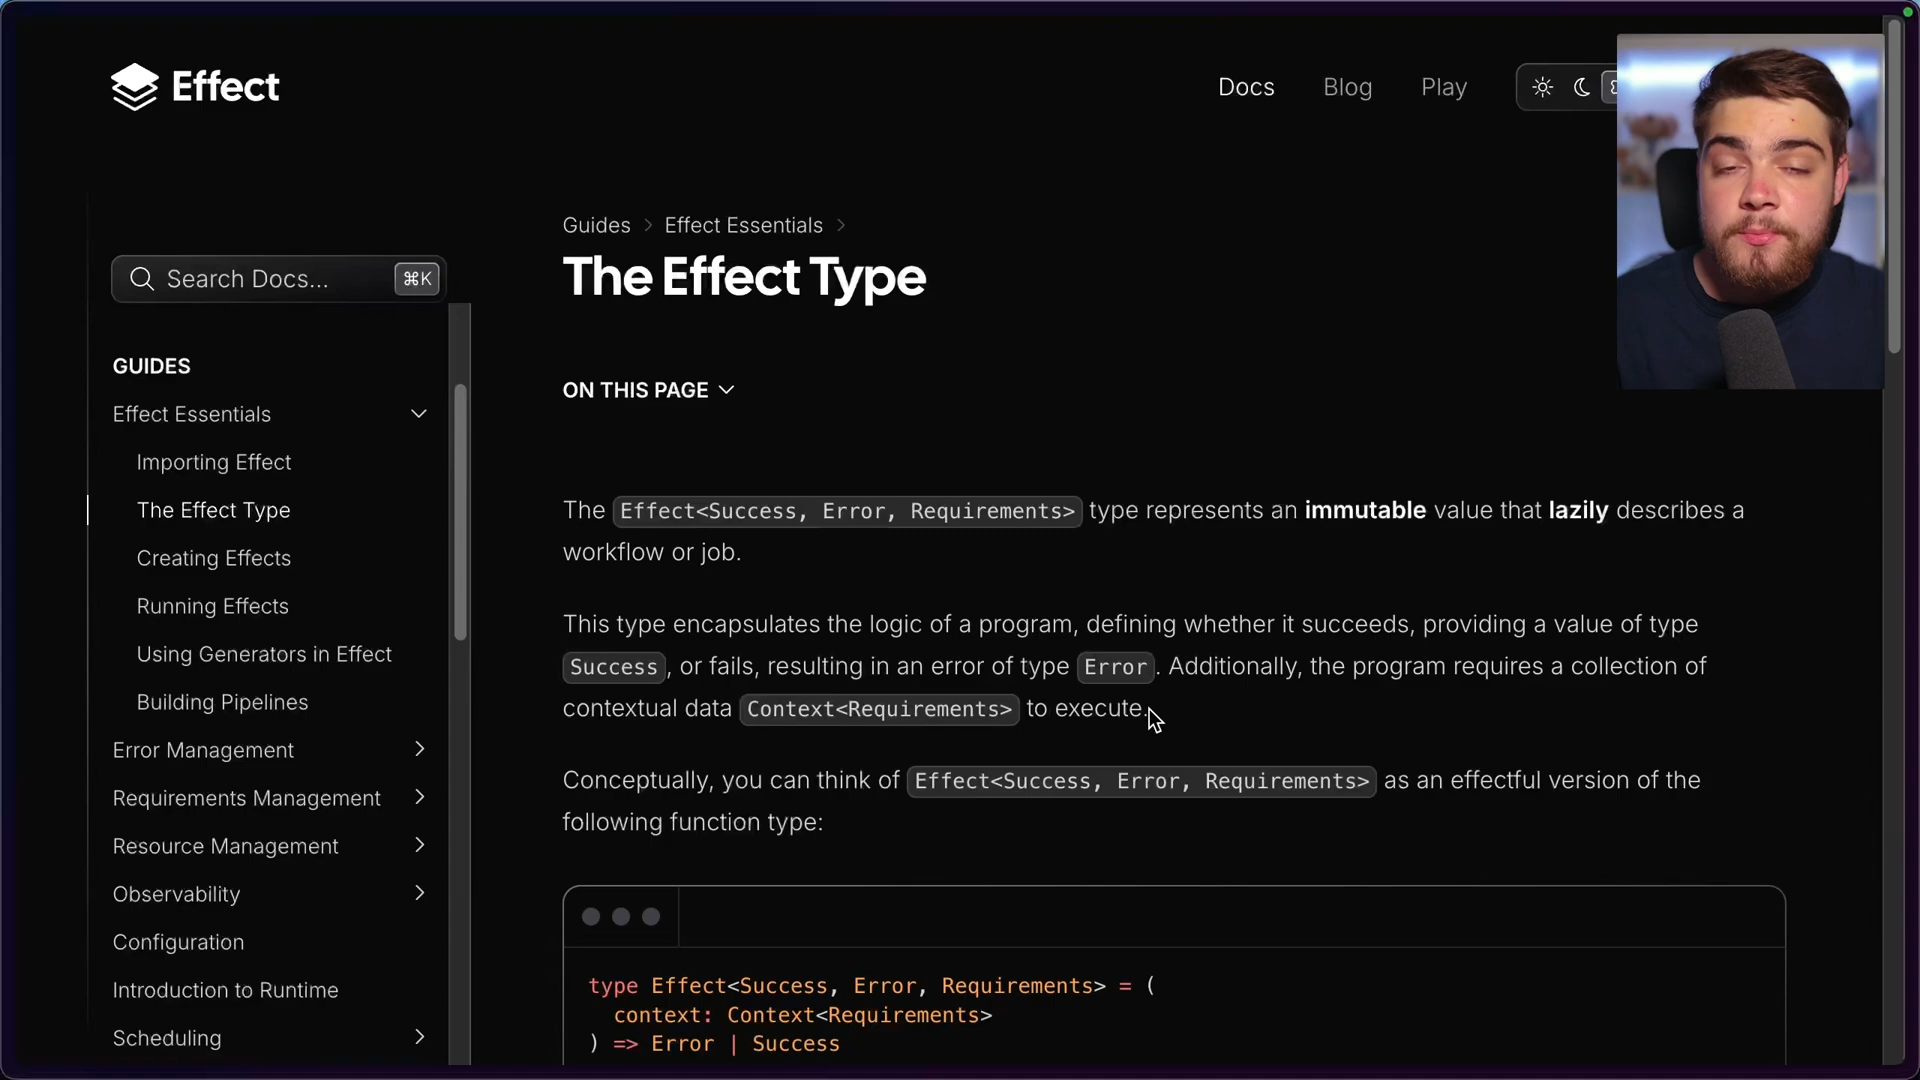 Effect
Docs
Blog
Play
Search Docs...
⌘K
GUIDES
Effect Essentials
Importing Effect
The Effect Type
Creating Effects
Running Effects
Using Generators in Effect
Building Pipelines
Error Management
Requirements Management
Resource Management
Observability
Configuration
Introduction to Runtime
Scheduling
Guides > Effect Essentials >
The Effect Type
ON THIS PAGE
The Effect<Success, Error, Requirements> type represents an immutable value that lazily describes a
workflow or job.
This type encapsulates the logic of a program, defining whether it succeeds, providing a value of type
Success, or fails, resulting in an error of type Error. Additionally, the program requires a collection of
contextual data Context<Requirements> to execute.
Conceptually, you can think of Effect<Success, Error, Requirements> as an effectful version of the
following function type:
type Effect<Success, Error, Requirements> = (
context: Context<Requirements>
) => Error | Success